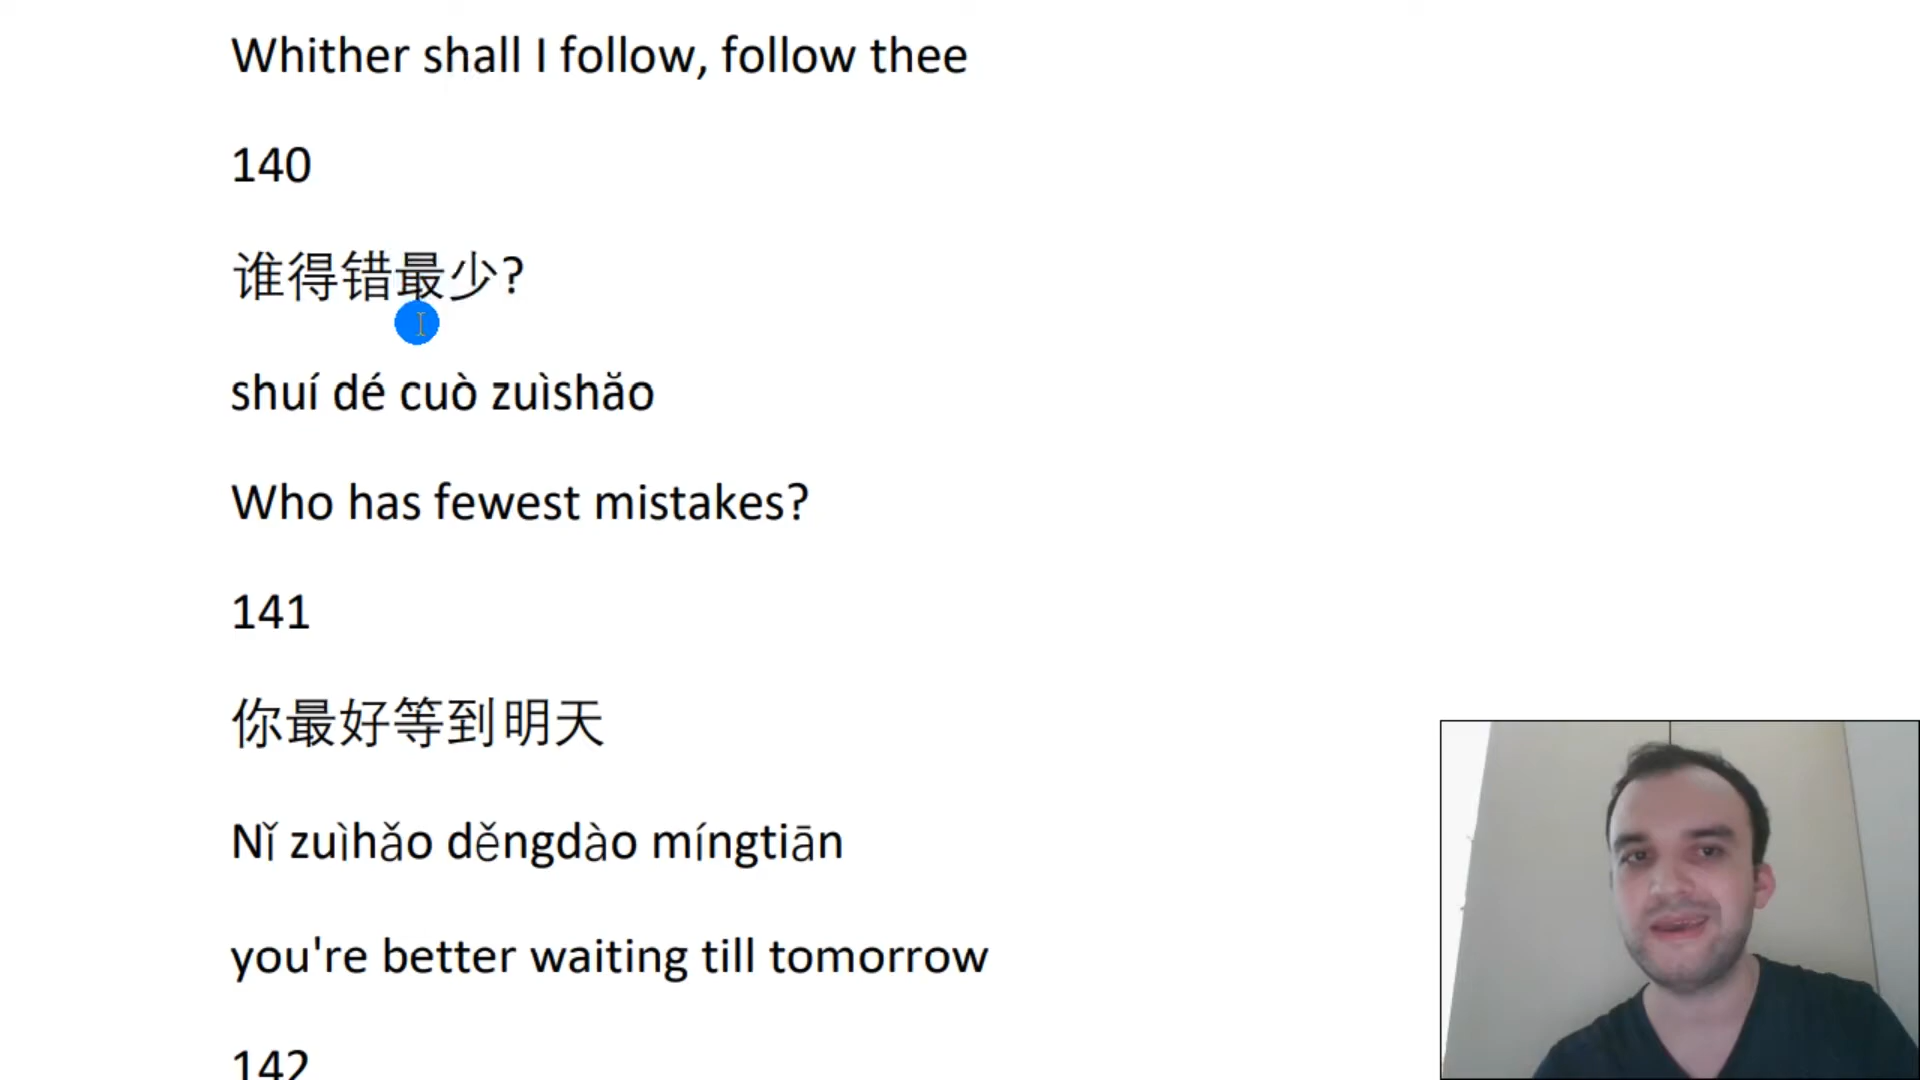 Whither shall I follow, follow thee
140
谁得错最少?
shuí dé cuò zuìshăo
Who has fewest mistakes?
141
你最好等到明天
Nǐ zuìhǎo děngdào míngtiān
you're better waiting till tomorrow
142